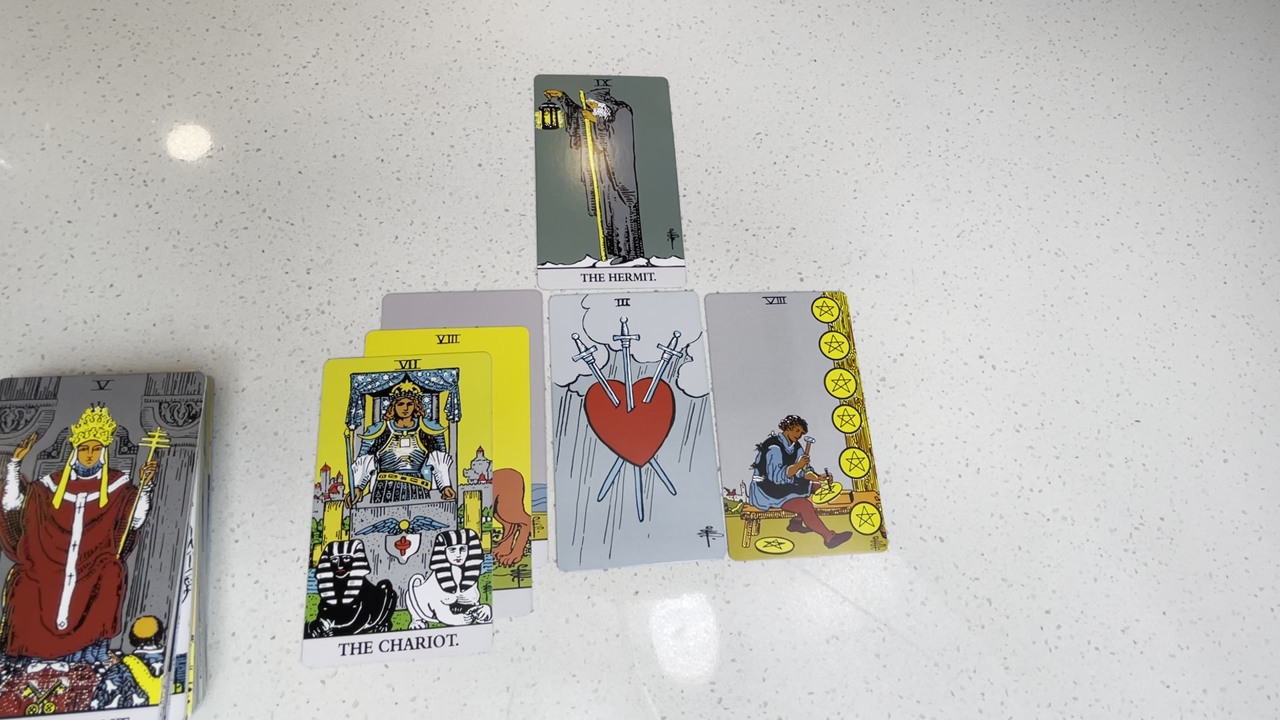 IX
THE HERMIT.
VIII
VII
THE CHARIOT.
III
VIII
V